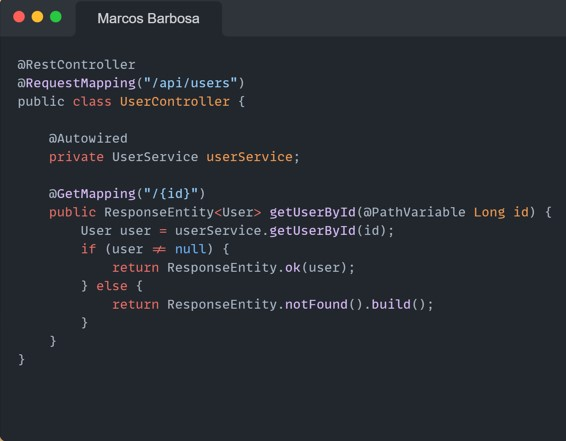 Marcos Barbosa
@RestController
@RequestMapping("/api/users")
public class UserController {
@Autowired
private UserService userService;
@GetMapping("/{id}")
public ResponseEntity<User> getUserById(@PathVariable Long id) {
User user = userService.getUserById(id);
if (user ≠ null) {
return ResponseEntity.ok(user);
} else {
return ResponseEntity.notFound().build();
}
}
}